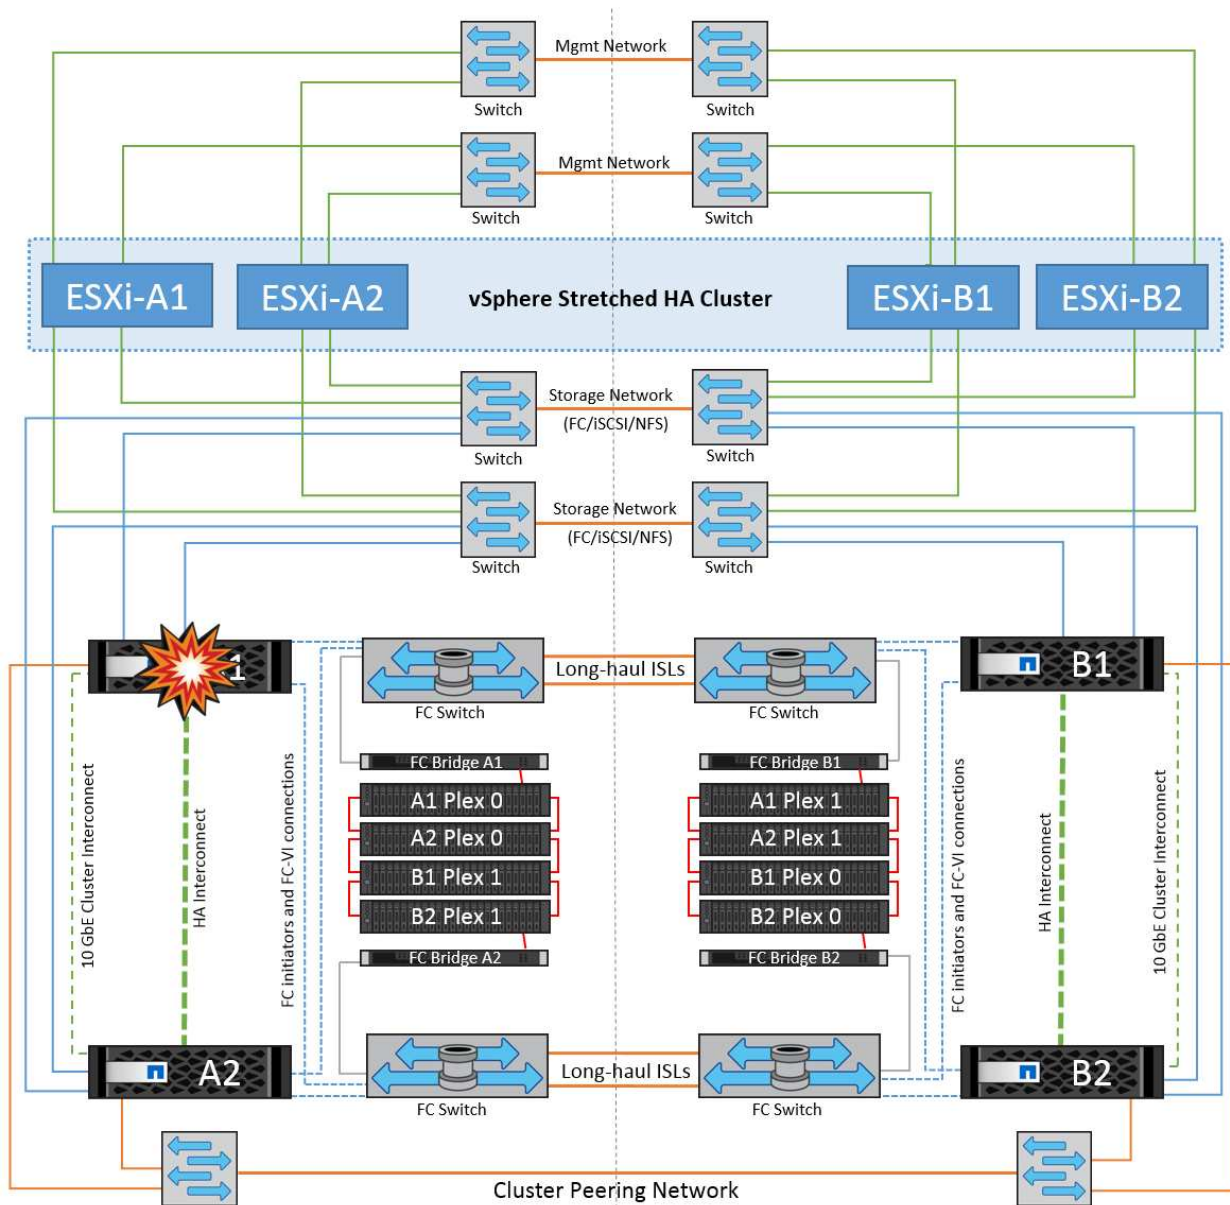 Mgmt Network
Switch
Switch
Mgmt Network
Switch
Switch
ESXi-A1
ESXi-A2
vSphere Stretched HA Cluster
ESXi-B1
ESXi-B2
Storage Network
(FC/iSCSI/NFS)
Switch
Switch
Storage Network
(FC/iSCSI/NFS)
Switch
Switch
1
Long-haul ISLs
B1
FC Switch
FC Switch
FC Bridge A1
FC Bridge B1
A1 Plex 0
A1 Plex 1
A2 Plex 0
A2 Plex 1
B1 Plex 1
B1 Plex 0
B2 Plex 1
B2 Plex 0
FC Bridge A2
FC Bridge B2
10 GbE Cluster Interconnect
HA Interconnect
FC initiators and FC-VI connections
FC initiators and FC-VI connections
HA Interconnect
10 GbE Cluster Interconnect
A2
Long-haul ISLs
B2
FC Switch
FC Switch
Cluster Peering Network